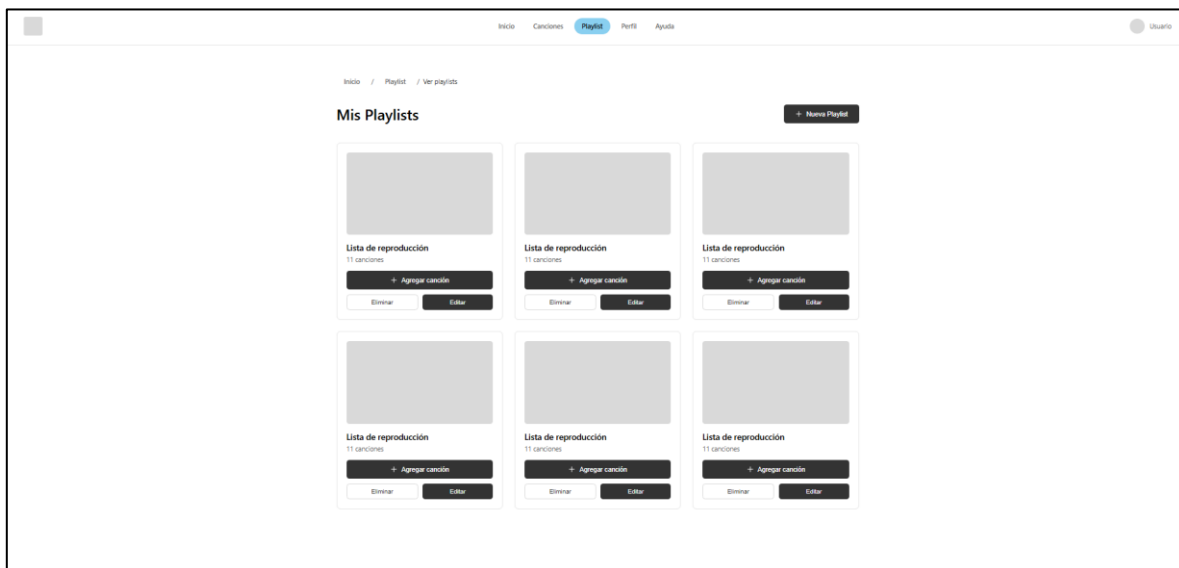 Inicio Canciones Playlist Perfil Ayuda Usuario
Inicio / Playlist / Ver playlists
Mis Playlists + Nueva Playlist
Lista de reproducción Lista de reproducción Lista de reproducción
11 canciones 11 canciones 11 canciones
+ Agregar canción + Agregar canción + Agregar canción
Eliminar Editar Eliminar Editar Eliminar Editar
Lista de reproducción Lista de reproducción Lista de reproducción
11 canciones 11 canciones 11 canciones
+ Agregar canción + Agregar canción + Agregar canción
Eliminar Editar Eliminar Editar Eliminar Editar